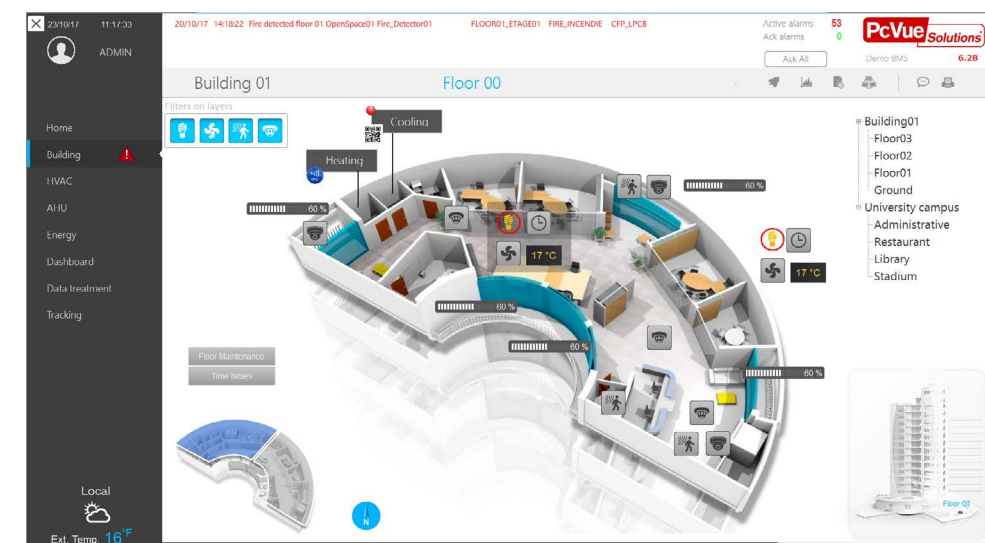 23/10/17 11:17:33
ADMIN
20/10/17 14:18:22 Fire detected floor 01 OpenSpace01 Fire_Detector01 FLOOR01_ETAGE01 FIRE_INCENDIE CFP_LPCB
Active alarms 53
Ack alarms 0
Ack All
PcVue Solutions
Demo BMS 6.28
Building 01
Floor 00
Filters on layers
Home
Building
HVAC
AHU
Energy
Dashboard
Data treatment
Tracking
Cooling
Heating
60 %
60 %
17 °C
17 °C
60 %
60 %
60 %
Floor Maintenance
Time tables
N
Building01
Floor03
Floor02
Floor01
Ground
University campus
Administrative
Restaurant
Library
Stadium
Floor 00
Local
Ext. Temp. 16°F